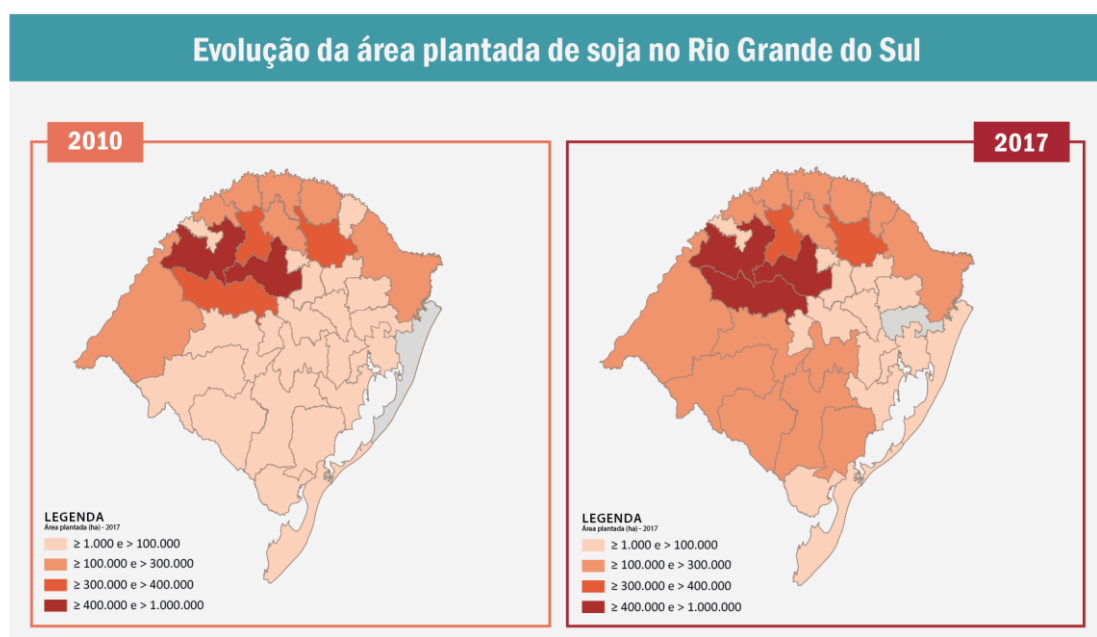 Evolução da área plantada de soja no Rio Grande do Sul
2010
LEGENDA
Área plantada (ha) - 2017
≥ 1.000 e > 100.000
≥ 100.000 e > 300.000
≥ 300.000 e > 400.000
≥ 400.000 e > 1.000.000
2017
LEGENDA
Área plantada (ha) - 2017
≥ 1.000 e > 100.000
≥ 100.000 e > 300.000
≥ 300.000 e > 400.000
≥ 400.000 e > 1.000.000